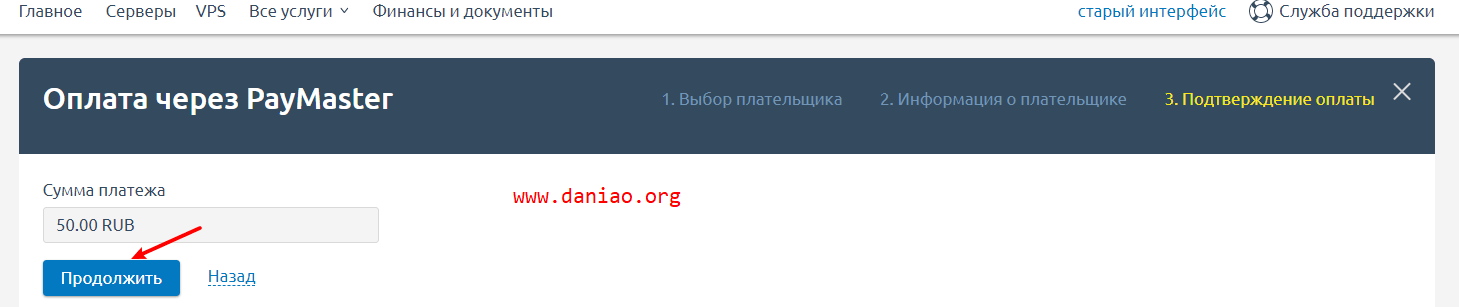 Главное Серверы VPS Все услуги Финансы и документы старый интерфейс Служба поддержки
Оплата через PayMaster 1. Выбор плательщика 2. Информация о плательщике 3. Подтверждение оплаты
Сумма платежа
www.daniao.org
50.00 RUB
Продолжить Назад